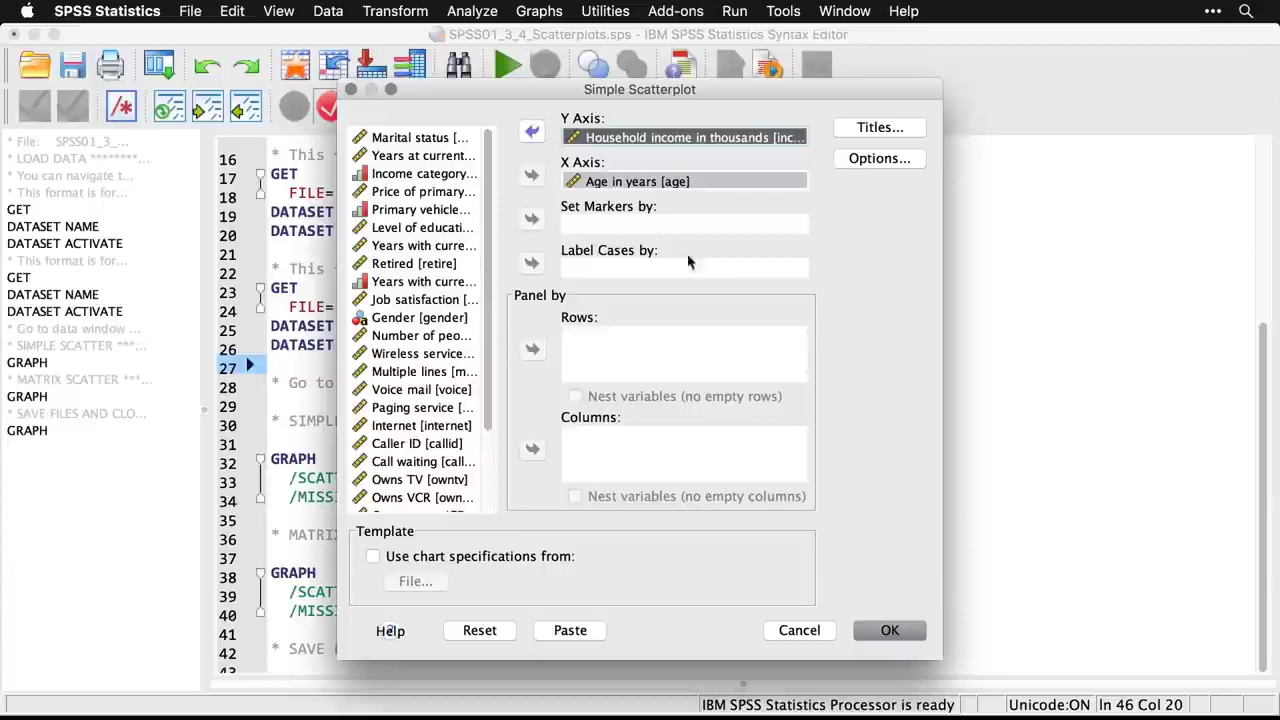 SPSS Statistics File Edit View Data Transform Analyze Graphs Utilities Add-ons Run Tools Window Help
SPSS01_3_4_Scatterplots.sps - IBM SPSS Statistics Syntax Editor
Simple Scatterplot
* File: SPSS01_3_...
* LOAD DATA ********...
* You can navigate t...
* This format is for...
GET
DATASET NAME
DATASET ACTIVATE
* This format is for...
GET
DATASET NAME
DATASET ACTIVATE
* Go to data window ...
* SIMPLE SCATTER ***...
GRAPH
* MATRIX SCATTER ***...
GRAPH
* SAVE FILES AND CLO...
GRAPH
16 * This
17 GET
18 FILE=
19 DATASET
20 DATASET
21
22 * This
23 GET
24 FILE=
25 DATASET
26 DATASET
27
28 * Go to
29
30 * SIMPL
31
32 GRAPH
33 /SCAT
34 /MISS
35
36 * MATRI
37
38 GRAPH
39 /SCAT
40 /MISS
41
42 * SAVE
43
Marital status [...
Years at current...
Income category...
Price of primary...
Primary vehicle...
Level of educati...
Years with curre...
Retired [retire]
Years with curre...
Job satisfaction [...
Gender [gender]
Number of peo...
Wireless service...
Multiple lines [m...
Voice mail [voice]
Paging service [...
Internet [internet]
Caller ID [callid]
Call waiting [call...
Owns TV [owntv]
Owns VCR [own...
Y Axis:
Household income in thousands [inc...
X Axis:
Age in years [age]
Set Markers by:
Label Cases by:
Panel by
Rows:
Nest variables (no empty rows)
Columns:
Nest variables (no empty columns)
Titles...
Options...
Template
Use chart specifications from:
File...
Help Reset Paste Cancel OK
IBM SPSS Statistics Processor is ready Unicode:ON In 46 Col 20